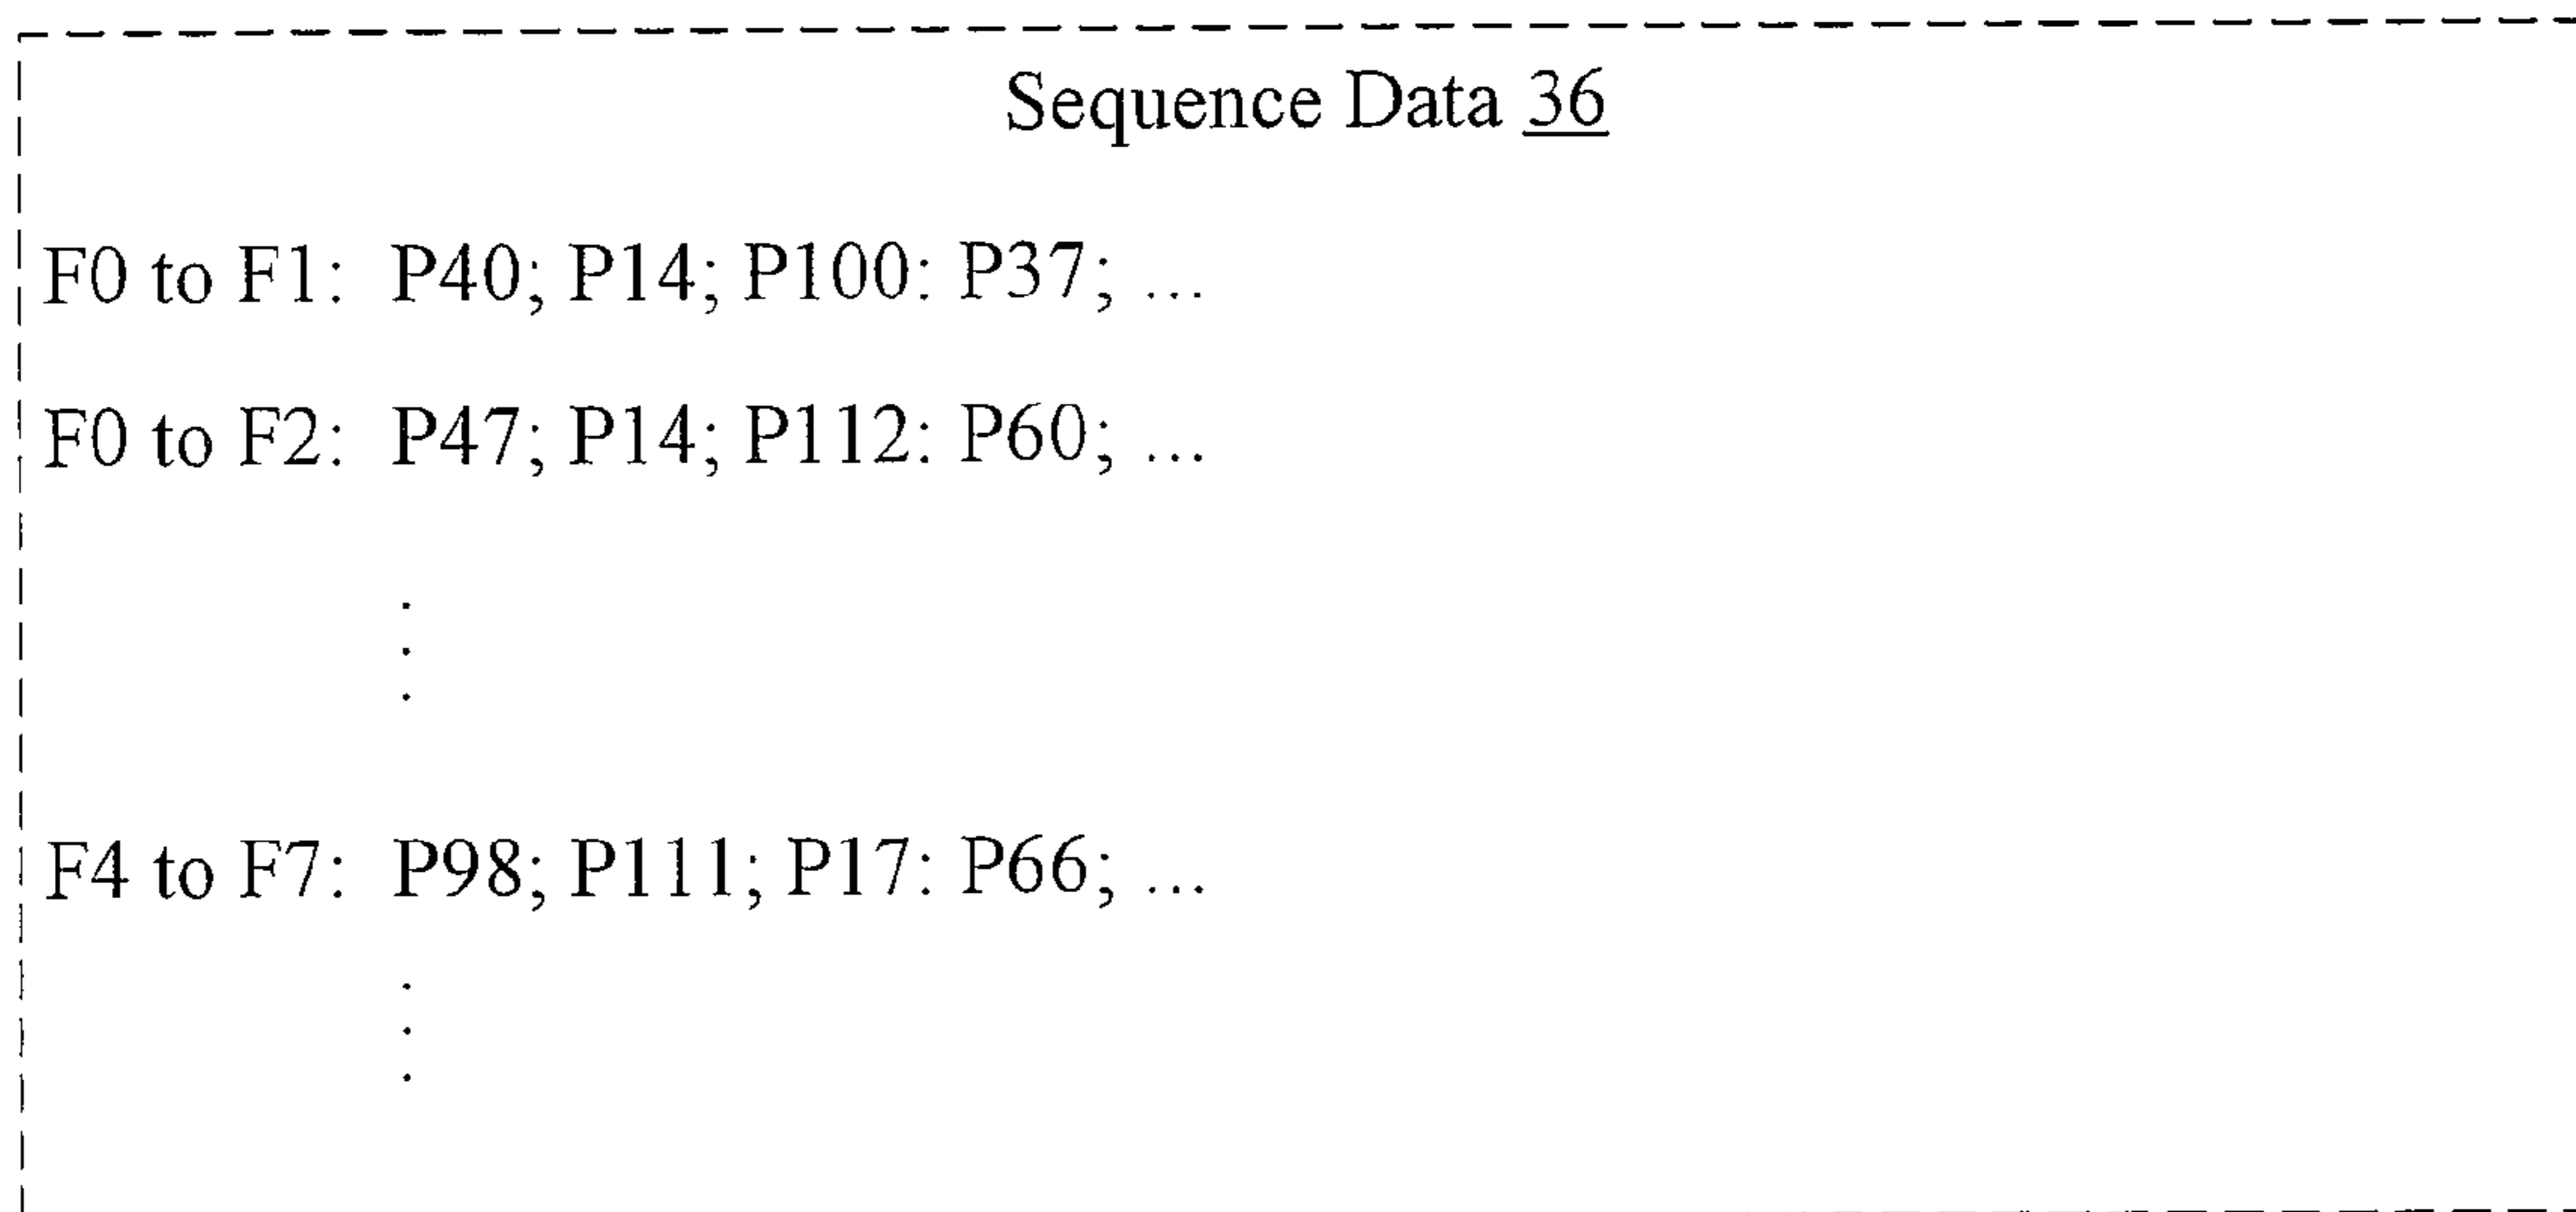 Sequence Data 36
F0 to F1: P40; P14; P100: P37; ...
F0 to F2: P47; P14; P112: P60; ...
.
.
.
F4 to F7: P98; P111; P17: P66; ...
.
.
.